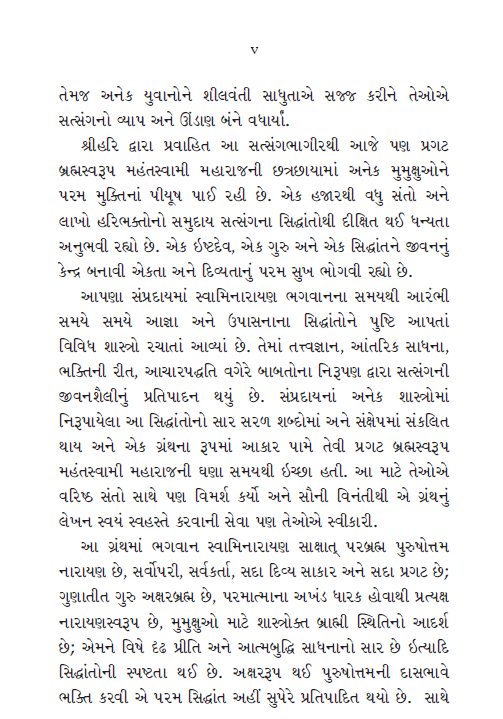 v
તેમજ અનેક યુવાનોને શીલવંતી સાધુતાએ સજ્જ કરીને તેઓએ
સત્સંગનો વ્યાપ અને ઊંડાણ બંને વધાર્યાં.
શ્રીહરિ દ્વારા પ્રવાહિત આ સત્સંગભાગીરથી આજે પણ પ્રગટ
બ્રહ્મસ્વરૂપ મહંતસ્વામી મહારાજની છત્રછાયામાં અનેક મુમુક્ષુઓને
પરમ મુક્તિનાં પીયૂષ પાઈ રહી છે. એક હજારથી વધુ સંતો અને
લાખો હરિભક્તોનો સમુદાય સત્સંગના સિદ્ધાંતોથી દીક્ષિત થઈ ધન્યતા
અનુભવી રહ્યો છે. એક ઇષ્ટદેવ, એક ગુરુ અને એક સિદ્ધાંતને જીવનનું
કેન્દ્ર બનાવી એકતા અને દિવ્યતાનું પરમ સુખ ભોગવી રહ્યો છે.
આપણા સંપ્રદાયમાં સ્વામિનારાયણ ભગવાનના સમયથી આરંભી
સમયે સમયે આજ્ઞા અને ઉપાસનાના સિદ્ધાંતોને પુષ્ટિ આપતાં
વિવિધ શાસ્ત્રો રચાતાં આવ્યાં છે. તેમાં તત્ત્વજ્ઞાન, આંતરિક સાધના,
ભક્તિની રીત, આચારપદ્ધતિ વગેરે બાબતોના નિરૂપણ દ્વારા સત્સંગની
જીવનશૈલીનું પ્રતિપાદન થયું છે. સંપ્રદાયનાં અનેક શાસ્ત્રોમાં
નિરૂપાયેલા આ સિદ્ધાંતોનો સાર સરળ શબ્દોમાં અને સંક્ષેપમાં સંકલિત
થાય અને એક ગ્રંથના રૂપમાં આકાર પામે તેવી પ્રગટ બ્રહ્મસ્વરૂપ
મહંતસ્વામી મહારાજની ઘણા સમયથી ઇચ્છા હતી. આ માટે તેઓએ
વરિષ્ઠ સંતો સાથે પણ વિમર્શ કર્યો અને સૌની વિનંતીથી એ ગ્રંથનું
લેખન સ્વયં સ્વહસ્તે કરવાની સેવા પણ તેઓએ સ્વીકારી.
આ ગ્રંથમાં ભગવાન સ્વામિનારાયણ સાક્ષાત્ પરબ્રહ્મ પુરુષોત્તમ
નારાયણ છે, સર્વોપરી, સર્વકર્તા, સદા દિવ્ય સાકાર અને સદા પ્રગટ છે;
ગુણાતીત ગુરુ અક્ષરબ્રહ્મ છે, પરમાત્માના અખંડ ધારક હોવાથી પ્રત્યક્ષ
નારાયણસ્વરૂપ છે, મુમુક્ષુઓ માટે શાસ્ત્રોક્ત બ્રાહ્મી સ્થિતિનો આદર્શ
છે; એમને વિષે દૃઢ પ્રીતિ અને આત્મબુદ્ધિ સાધનાનો સાર છે ઇત્યાદિ
સિદ્ધાંતોની સ્પષ્ટતા થઈ છે. અક્ષરરૂપ થઈ પુરુષોત્તમની દાસભાવે
ભક્તિ કરવી એ પરમ સિદ્ધાંત અહીં સુપેરે પ્રતિપાદિત થયો છે. સાથે